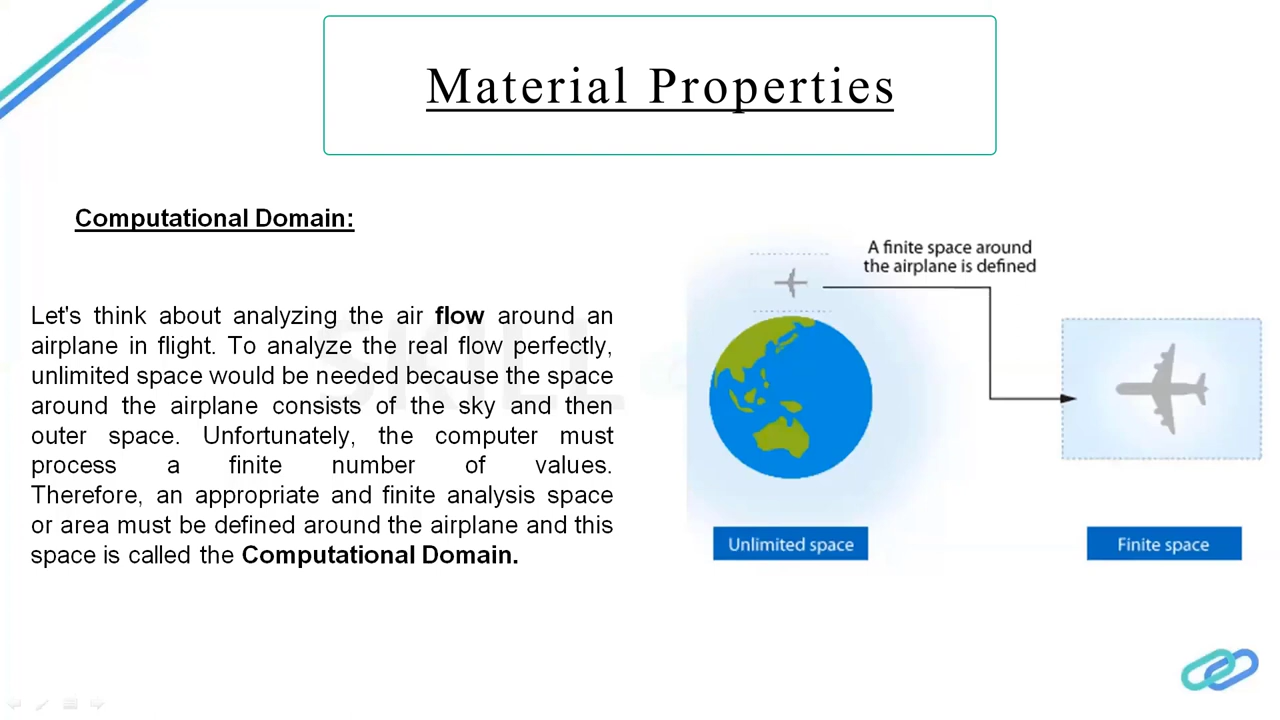 Material Properties
Computational Domain:
Let's think about analyzing the air flow around an
airplane in flight. To analyze the real flow perfectly,
unlimited space would be needed because the space
around the airplane consists of the sky and then
outer space. Unfortunately, the computer must
process a finite number of values.
Therefore, an appropriate and finite analysis space
or area must be defined around the airplane and this
space is called the Computational Domain.
A finite space around
the airplane is defined
Unlimited space
Finite space